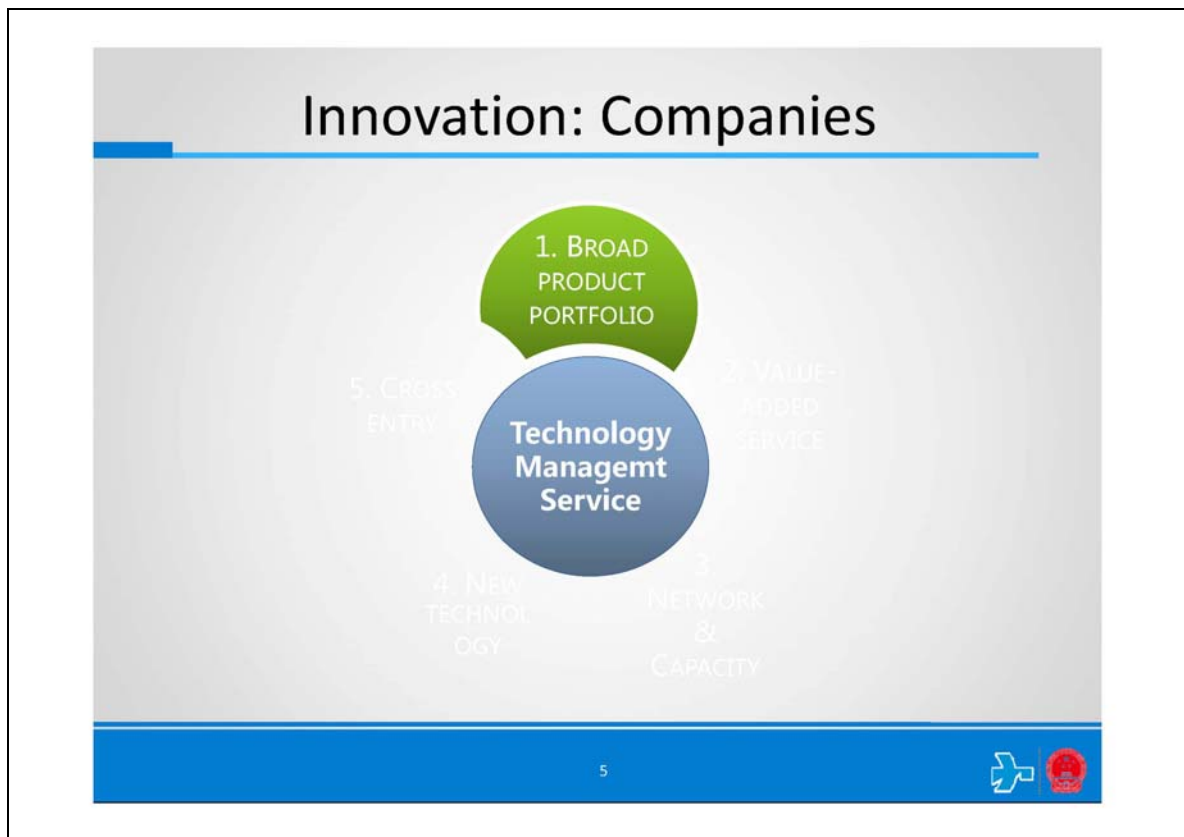 Innovation: Companies
1. BROAD
PRODUCT
PORTFOLIO
2. VALUE-
ADDED
SERVICE
5. CROSS
ENTRY
Technology
Managemt
Service
3.
NETWORK
&
CAPACITY
4. NEW
TECHNOL
OGY
5